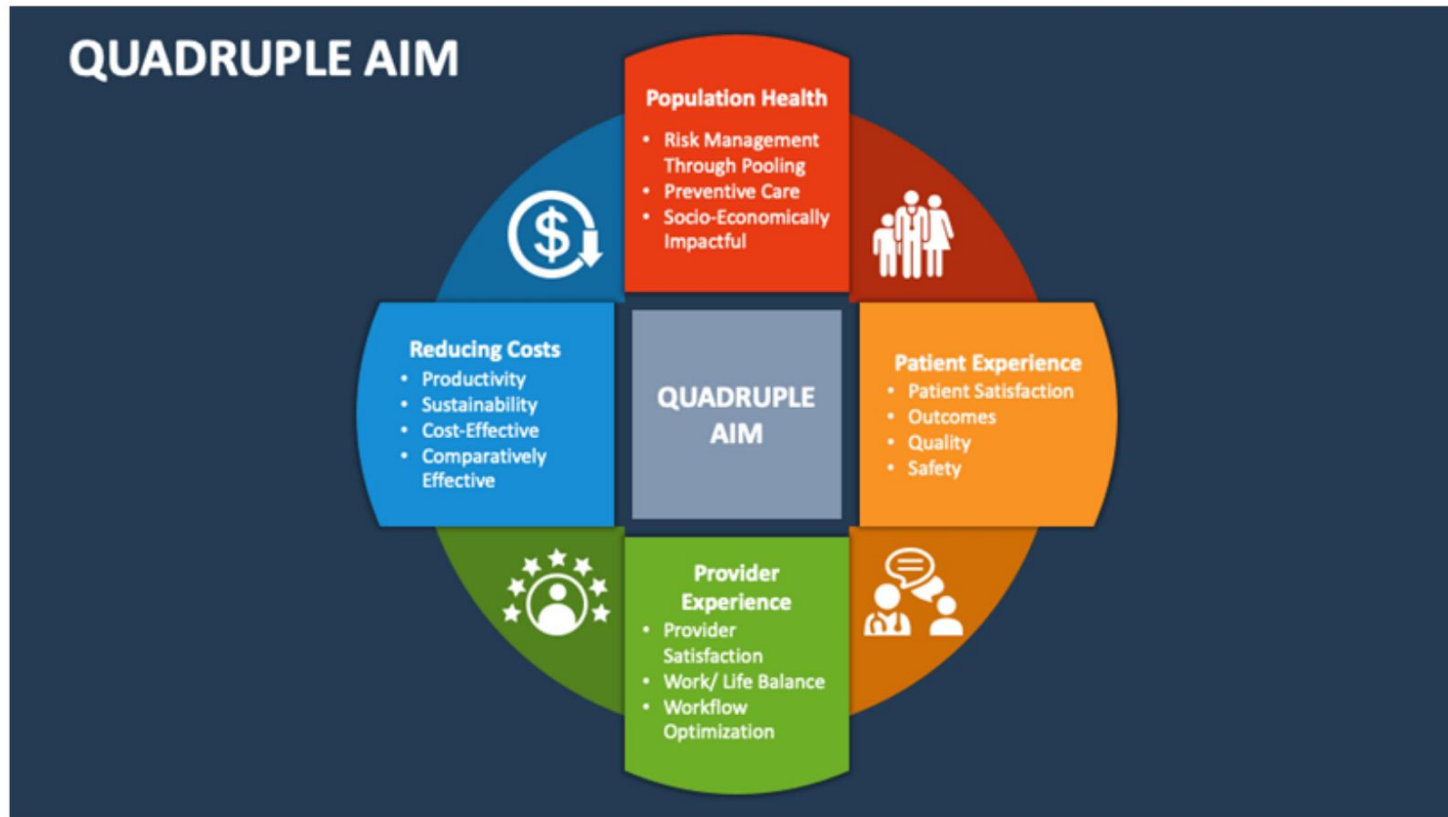 QUADRUPLE AIM
Population Health
• Risk Management
Through Pooling
• Preventive Care
• Socio-Economically
Impactful
Reducing Costs
• Productivity
• Sustainability
• Cost-Effective
• Comparatively
Effective
QUADRUPLE
AIM
Patient Experience
• Patient Satisfaction
• Outcomes
• Quality
• Safety
Provider
Experience
• Provider
Satisfaction
• Work/ Life Balance
• Workflow
Optimization
$